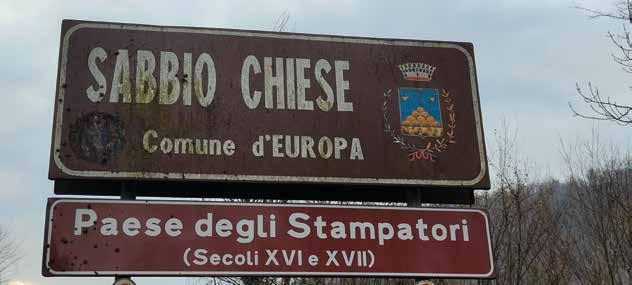 SABBIO CHIESE
Comune d'EUROPA
Paese degli Stampatori
(Secoli XVI e XVII)